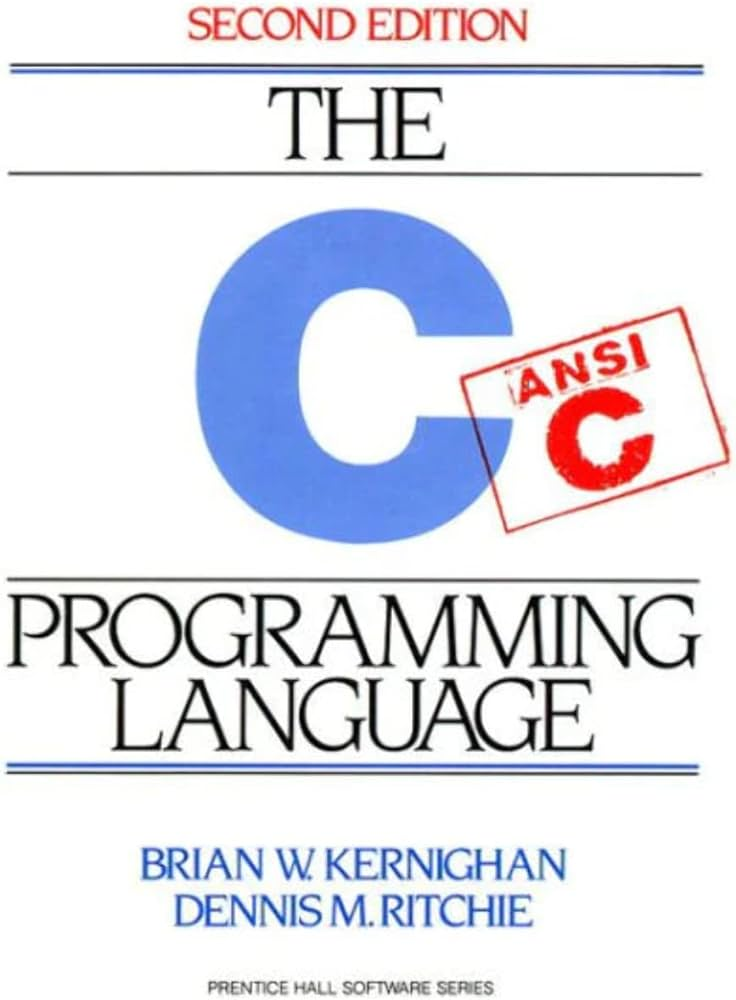 SECOND EDITION
THE
C
ANSI
C
PROGRAMMING
LANGUAGE
BRIAN W. KERNIGHAN
DENNIS M. RITCHIE
PRENTICE HALL SOFTWARE SERIES